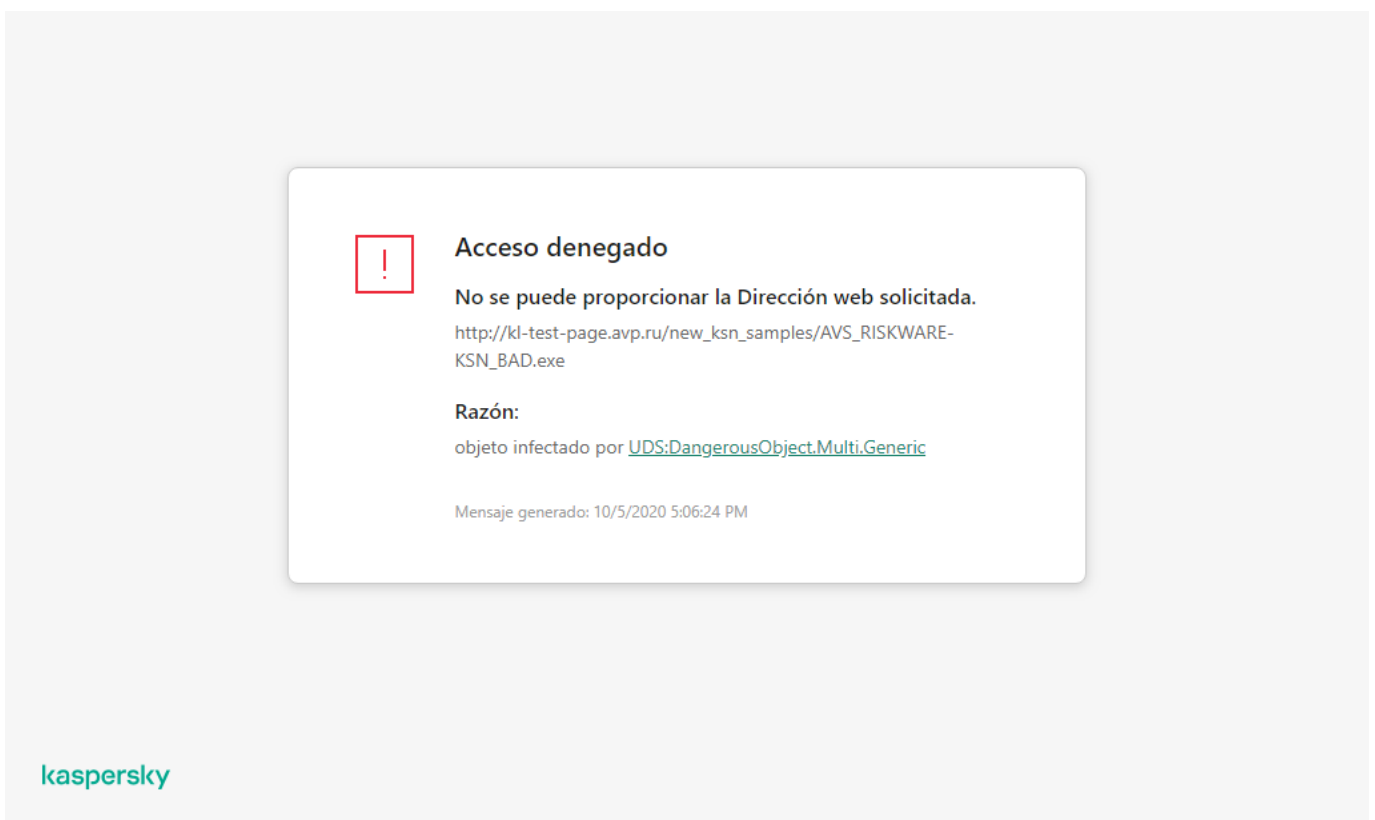 !
Acceso denegado
No se puede proporcionar la Dirección web solicitada.
http://kl-test-page.avp.ru/new_ksn_samples/AVS_RISKWARE-
KSN_BAD.exe
Razón:
objeto infectado por UDS:DangerousObject.Multi.Generic
Mensaje generado: 10/5/2020 5:06:24 PM
kaspersky